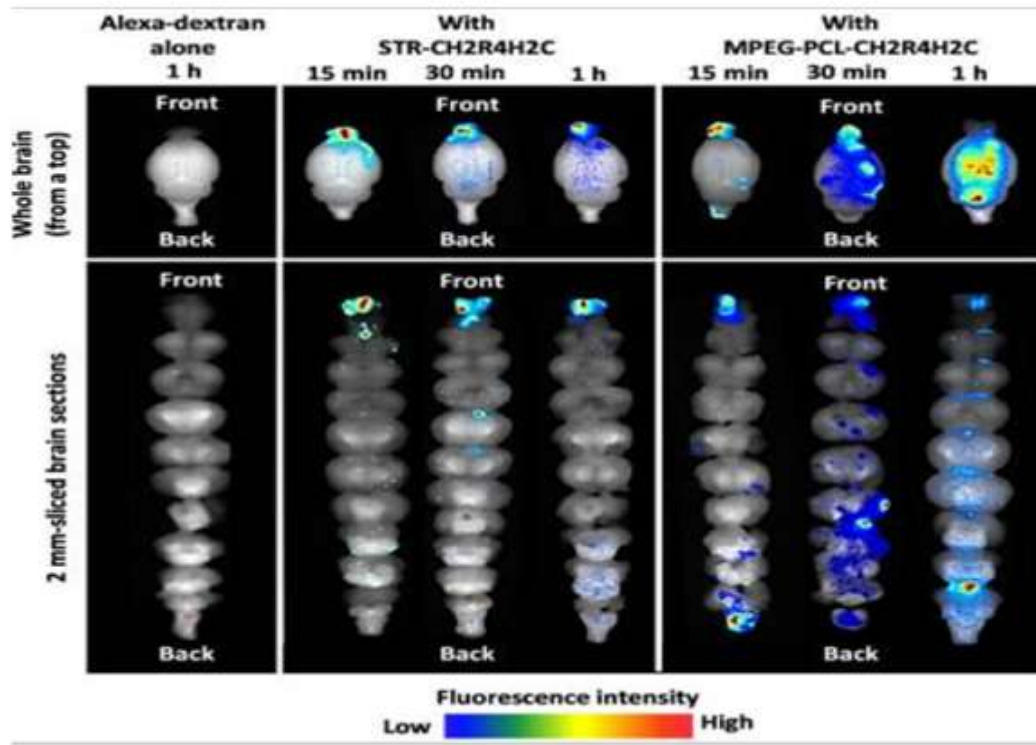 Alexa-dextran
alone
1 h
With
STR-CH2R4H2C
15 min 30 min 1 h
With
MPEG-PCL-CH2R4H2C
15 min 30 min 1 h
Whole brain
(from a top)
Front
Back
Front
Back
Front
Back
2 mm-sliced brain sections
Front
Back
Front
Back
Front
Back
Fluorescence intensity
Low High